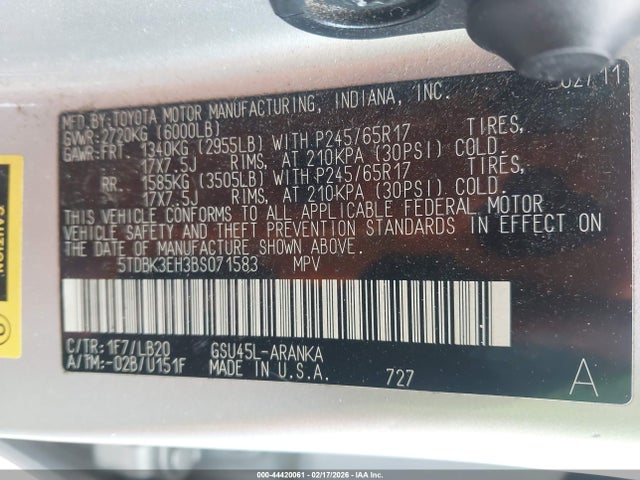 02/11
MFD.BY:TOYOTA MOTOR MANUFACTURING, INDIANA, INC.
GVWR:2720KG (6000LB)
GAWR:FRT 1340KG (2955LB) WITH P245/65R17 TIRES,
17X7.5J RIMS, AT 210KPA (30PSI) COLD.
RR. 1585KG (3505LB) WITH P245/65R17 TIRES,
17X7.5J RIMS, AT 210KPA (30PSI) COLD.
THIS VEHICLE CONFORMS TO ALL APPLICABLE FEDERAL MOTOR
VEHICLE SAFETY AND THEFT PREVENTION STANDARDS IN EFFECT ON
THE DATE OF MANUFACTURE SHOWN ABOVE.
5TDBK3EH3BS071583 MPV
C/TR:1F7/LB20 GSU45L-ARANKA
A/TM:-02B/U151F MADE IN U.S.A. 727 A
CAUTION
000-44420061 - 02/17/2026 - IAA Inc.